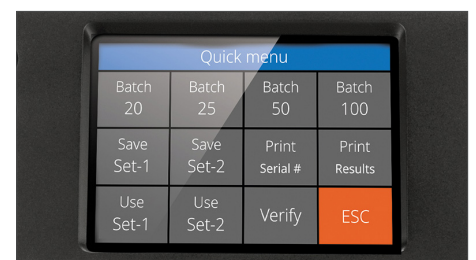 Quick menu
Batch 20
Batch 25
Batch 50
Batch 100
Save Set-1
Save Set-2
Print Serial #
Print Results
Use Set-1
Use Set-2
Verify
ESC